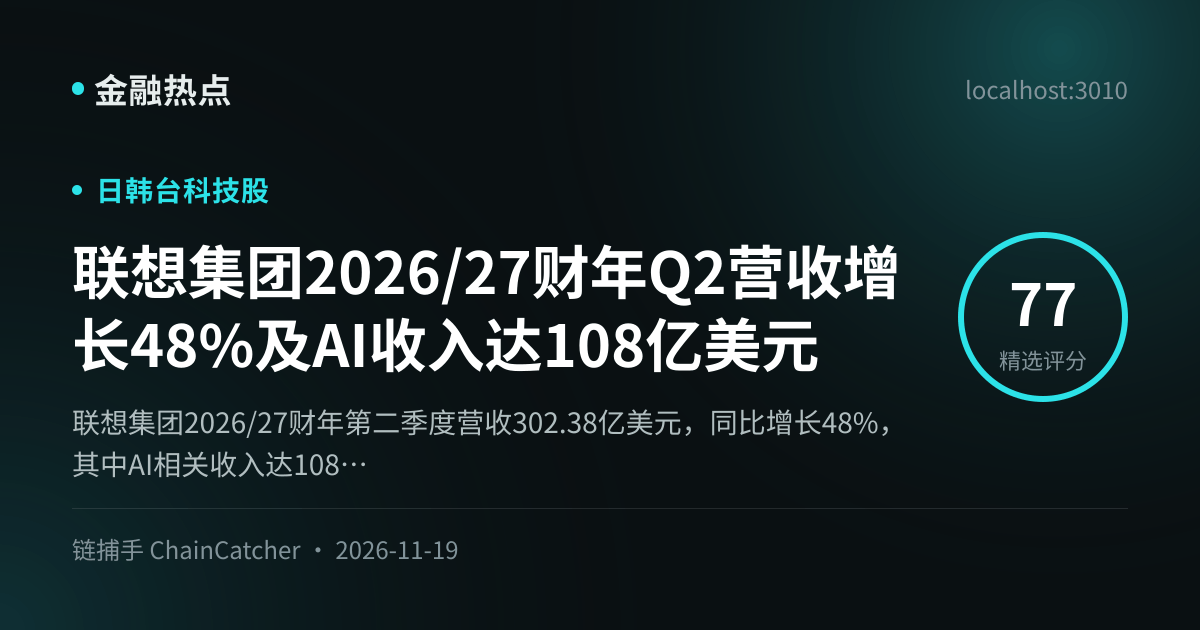 金融热点
localhost:3010
日韩台科技股
联想集团2026/27财年Q2营收增
长48%及AI收入达108亿美元
77
精选评分
联想集团2026/27财年第二季度营收302.38亿美元，同比增长48%，
其中AI相关收入达108…
链捕手 ChainCatcher · 2026-11-19